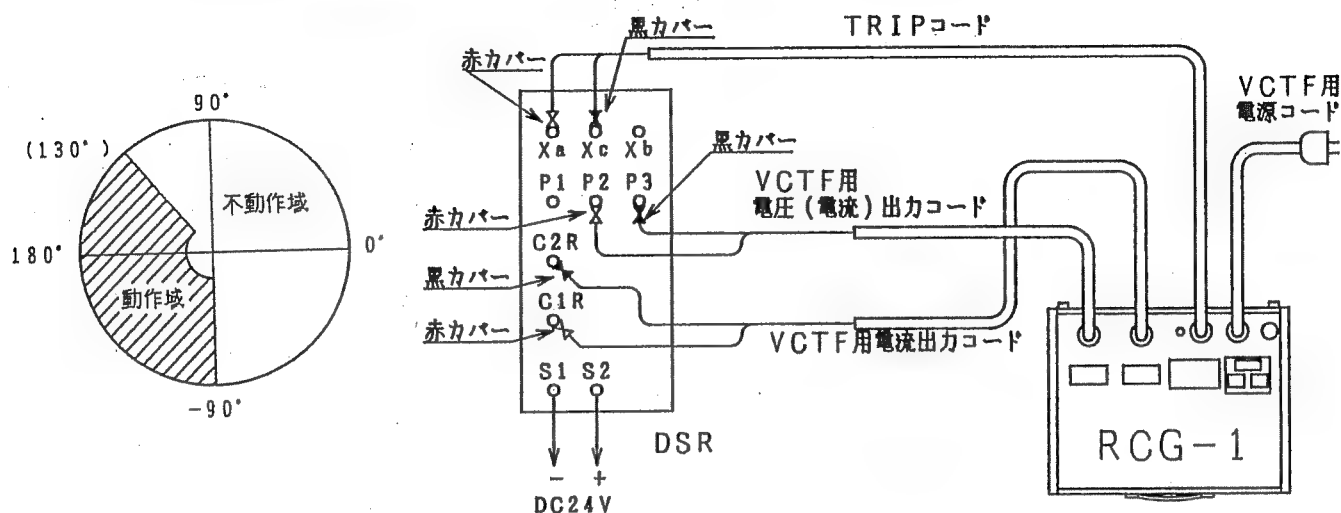 90°
(130°)
不動作域
180°
0°
動作域
-90°
黒カバー
TRIPコード
赤カバー
VCTF用
電源コード
Xa Xc Xb
黒カバー
P1 P2 P3
VCTF用
電圧(電流)出力コード
赤カバー
C2R
黒カバー
C1R
赤カバー
VCTF用電流出力コード
S1 S2
DSR
RCG-1
- +
DC24V